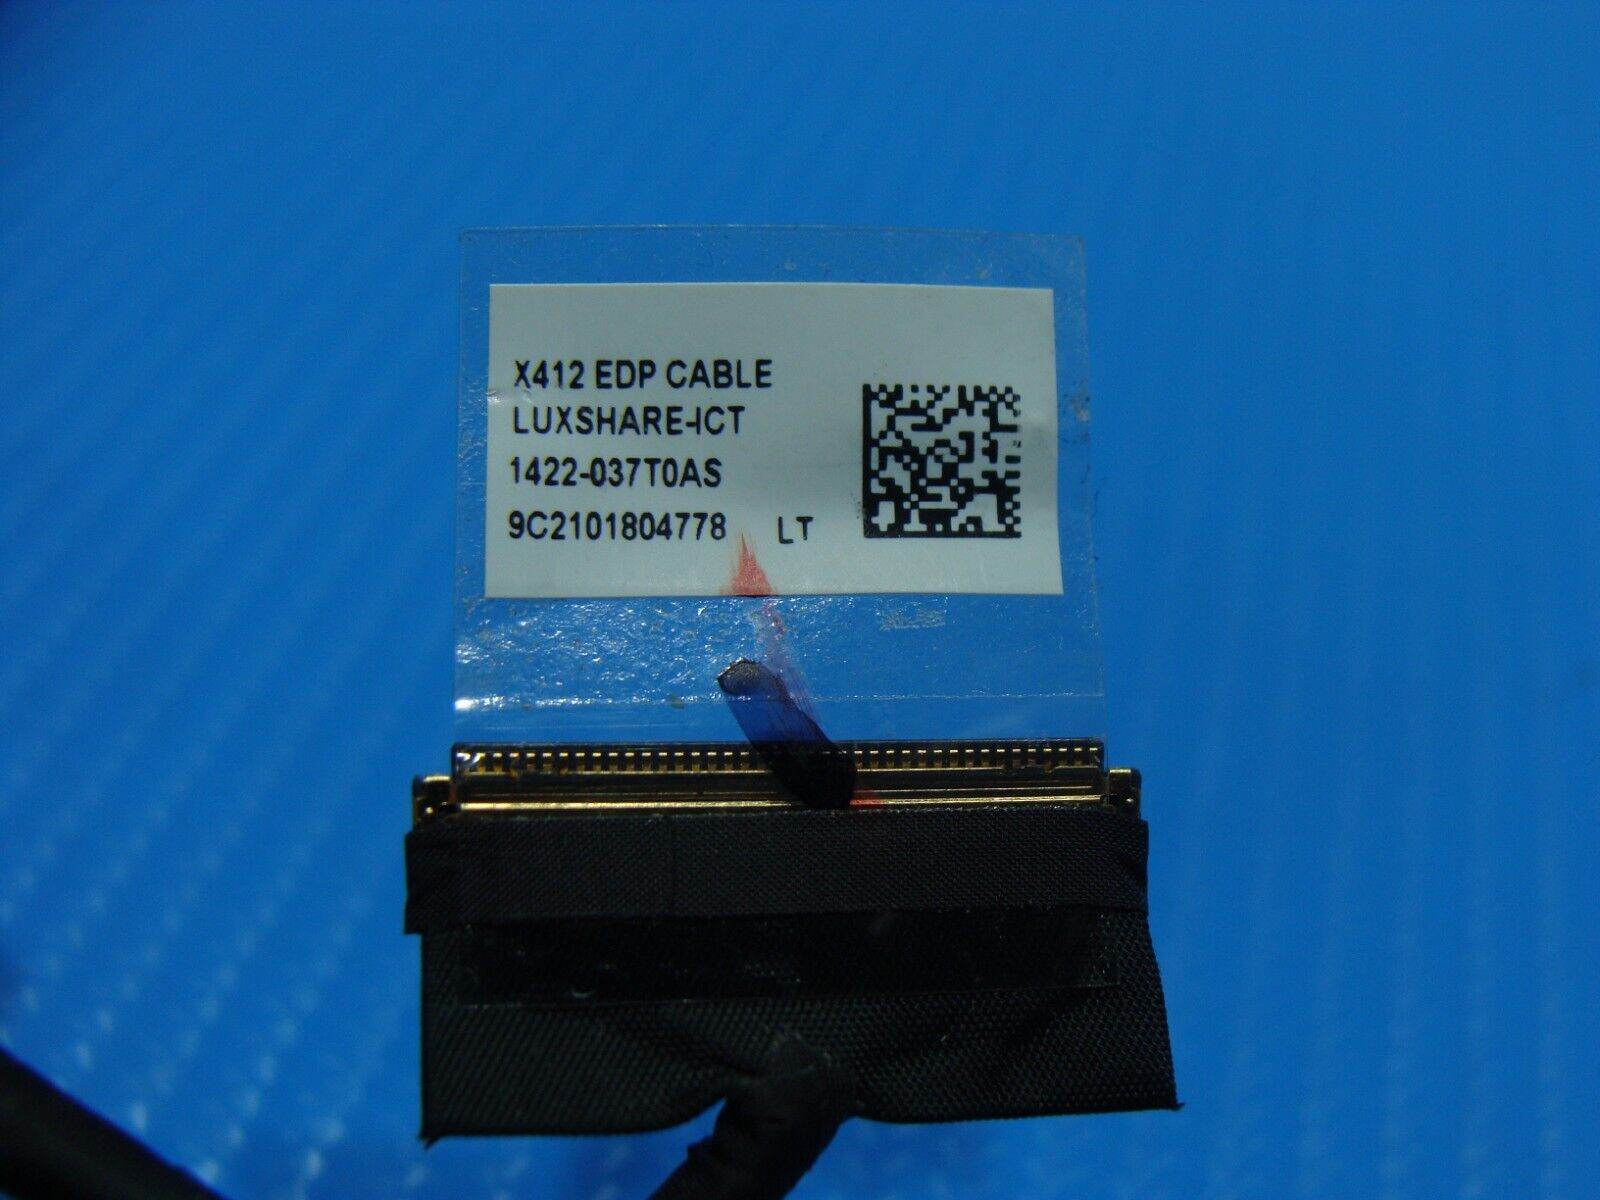 X412 EDP CABLE
LUXSHARE-ICT
1422-037T0AS
9C2101804778 LT